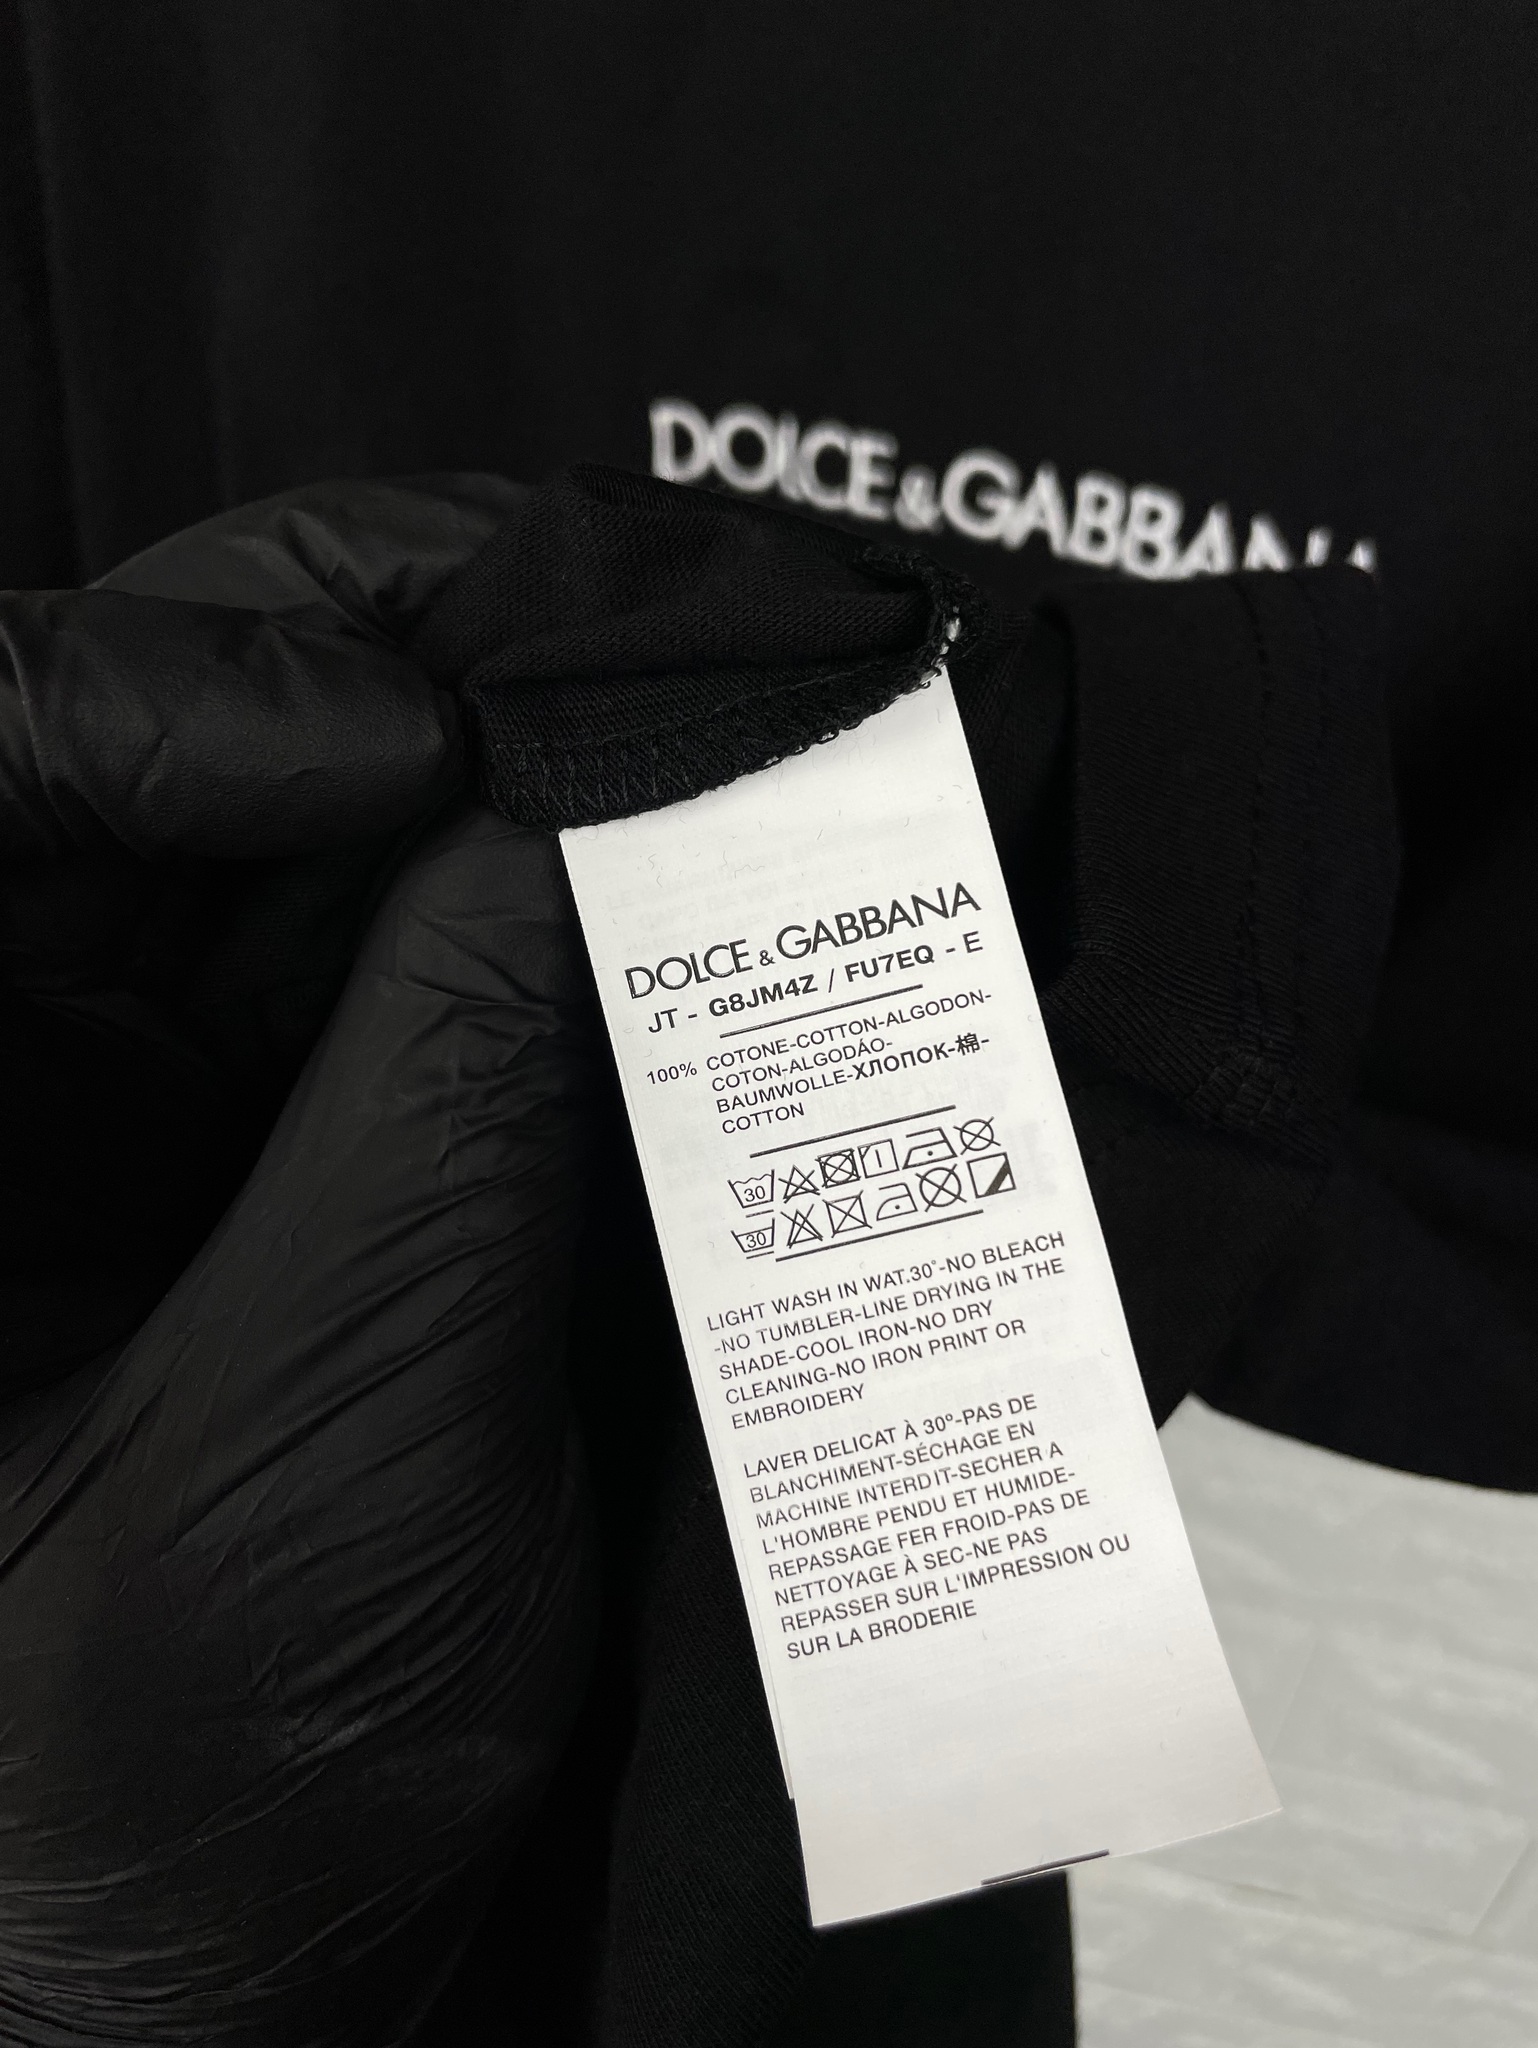 DOLCE&GABBANA
DOLCE&GABBANA
JT - G8JM4Z / FU7EQ - E
100% COTONE-COTTON-ALGODON-
COTON-ALGODÁO-
BAUMWOLLE-ХЛОПОК-棉-
COTTON
30
30
LIGHT WASH IN WAT.30°-NO BLEACH
-NO TUMBLER-LINE DRYING IN THE
SHADE-COOL IRON-NO DRY
CLEANING-NO IRON PRINT OR
EMBROIDERY
LAVER DELICAT À 30º-PAS DE
BLANCHIMENT-SÉCHAGE EN
MACHINE INTERDIT-SECHER A
L'HOMBRE PENDU ET HUMIDE-
REPASSAGE FER FROID-PAS DE
NETTOYAGE À SEC-NE PAS
REPASSER SUR L'IMPRESSION OU
SUR LA BRODERIE